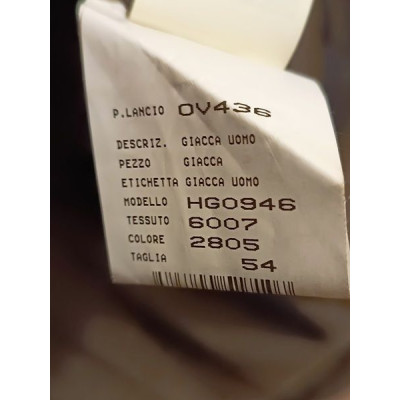 P.LANCIO OV436
DESCRIZ. GIACCA UOMO
PEZZO GIACCA
ETICHETTA GIACCA UOMO
MODELLO HG0946
TESSUTO 6007
COLORE 2805
TAGLIA 54